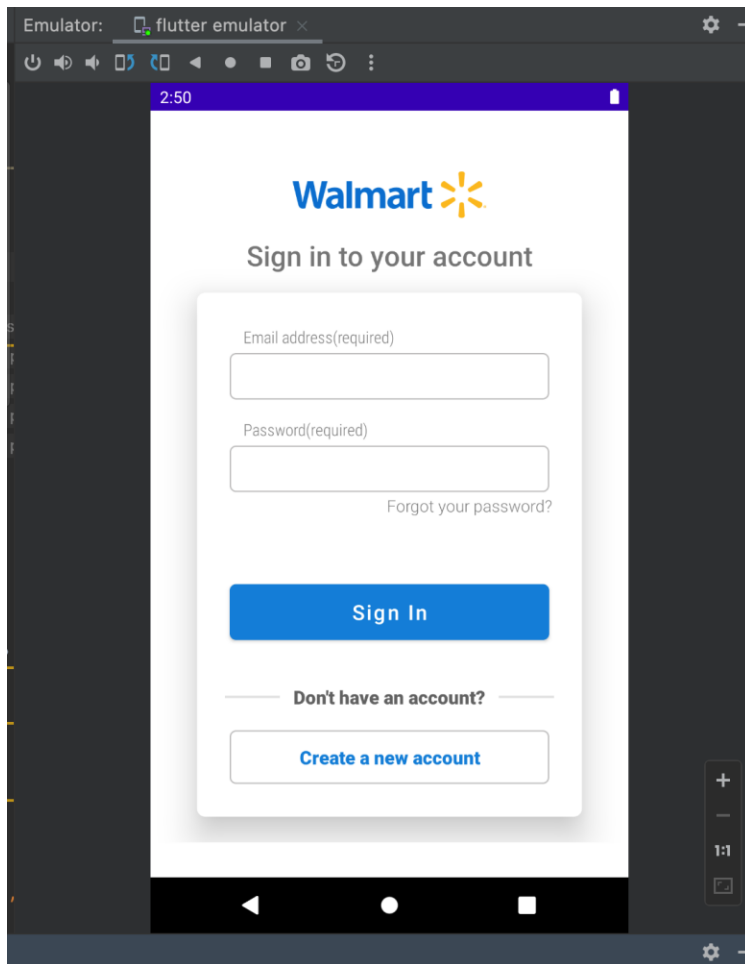 Emulator: flutter emulator
2:50
Walmart
Sign in to your account
Email address(required)
Password(required)
Forgot your password?
Sign In
Don't have an account?
Create a new account
1:1